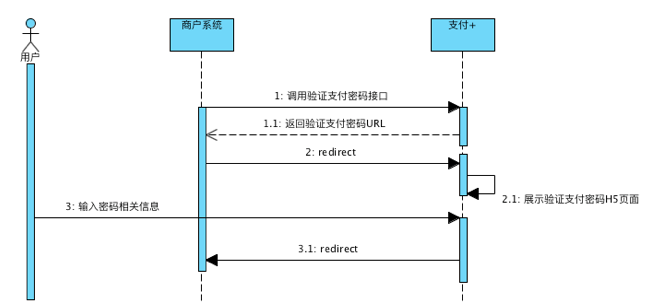 商户系统
支付+
用户
1: 调用验证支付密码接口
1.1: 返回验证支付密码URL
2: redirect
2.1: 展示验证支付密码H5页面
3: 输入密码相关信息
3.1: redirect